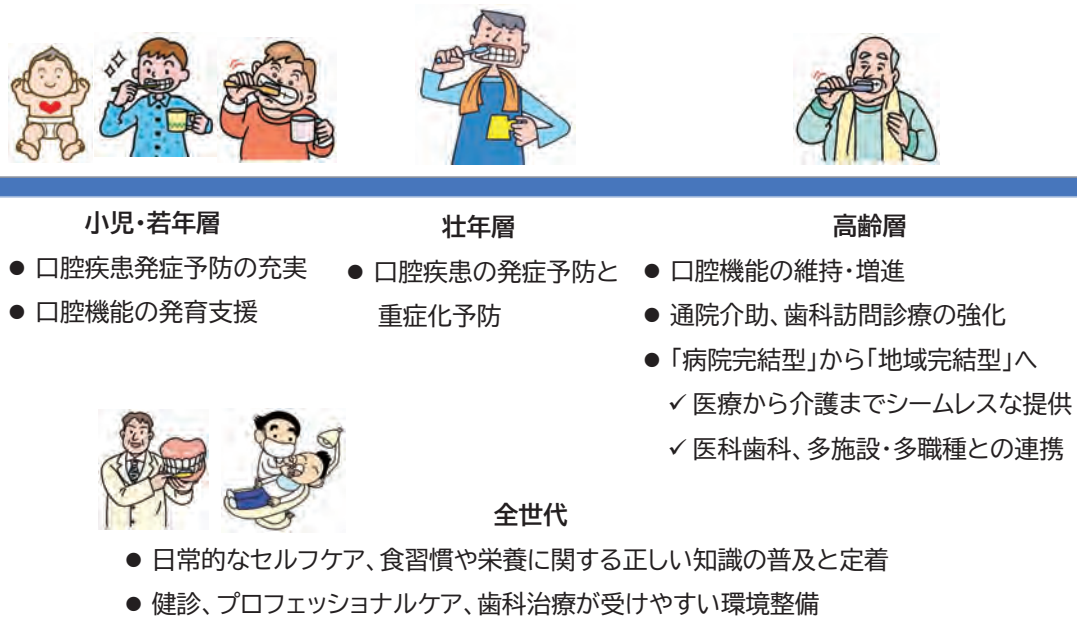 小児・若年層
● 口腔疾患発症予防の充実
● 口腔機能の発育支援
壮年層
● 口腔疾患の発症予防と
重症化予防
高齢層
● 口腔機能の維持・増進
● 通院介助、歯科訪問診療の強化
● 「病院完結型」から「地域完結型」へ
✓ 医療から介護までシームレスな提供
✓ 医科歯科、多施設・多職種との連携
全世代
● 日常的なセルフケア、食習慣や栄養に関する正しい知識の普及と定着
● 健診、プロフェッショナルケア、歯科治療が受けやすい環境整備